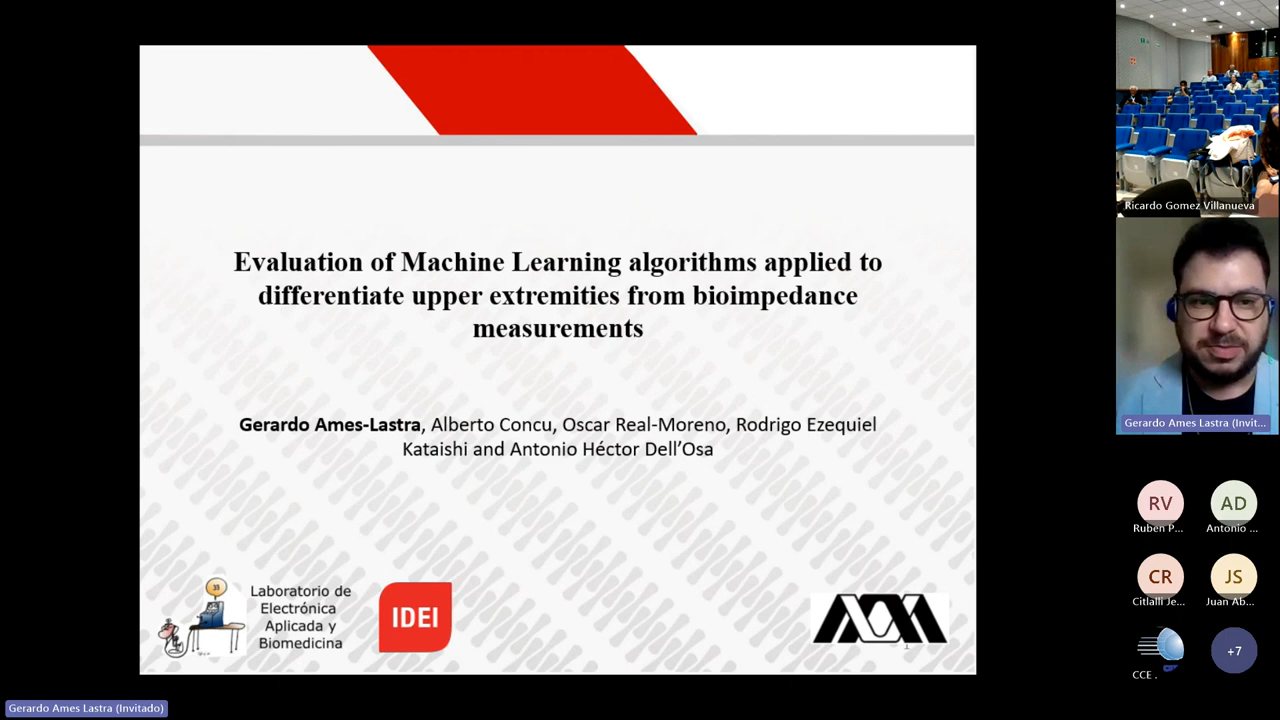 Evaluation of Machine Learning algorithms applied to
differentiate upper extremities from bioimpedance
measurements
Gerardo Ames-Lastra, Alberto Concu, Oscar Real-Moreno, Rodrigo Ezequiel
Kataishi and Antonio Héctor Dell'Osa
Laboratorio de
Electrónica
Aplicada y
Biomedicina
IDEI
1
Ricardo Gomez Villanueva
Gerardo Ames Lastra (Invit...
RV
AD
Ruben P...
Antonio ...
CR
JS
Citlalli Je...
Juan Ab...
CCE .
+7
Gerardo Ames Lastra (Invitado)